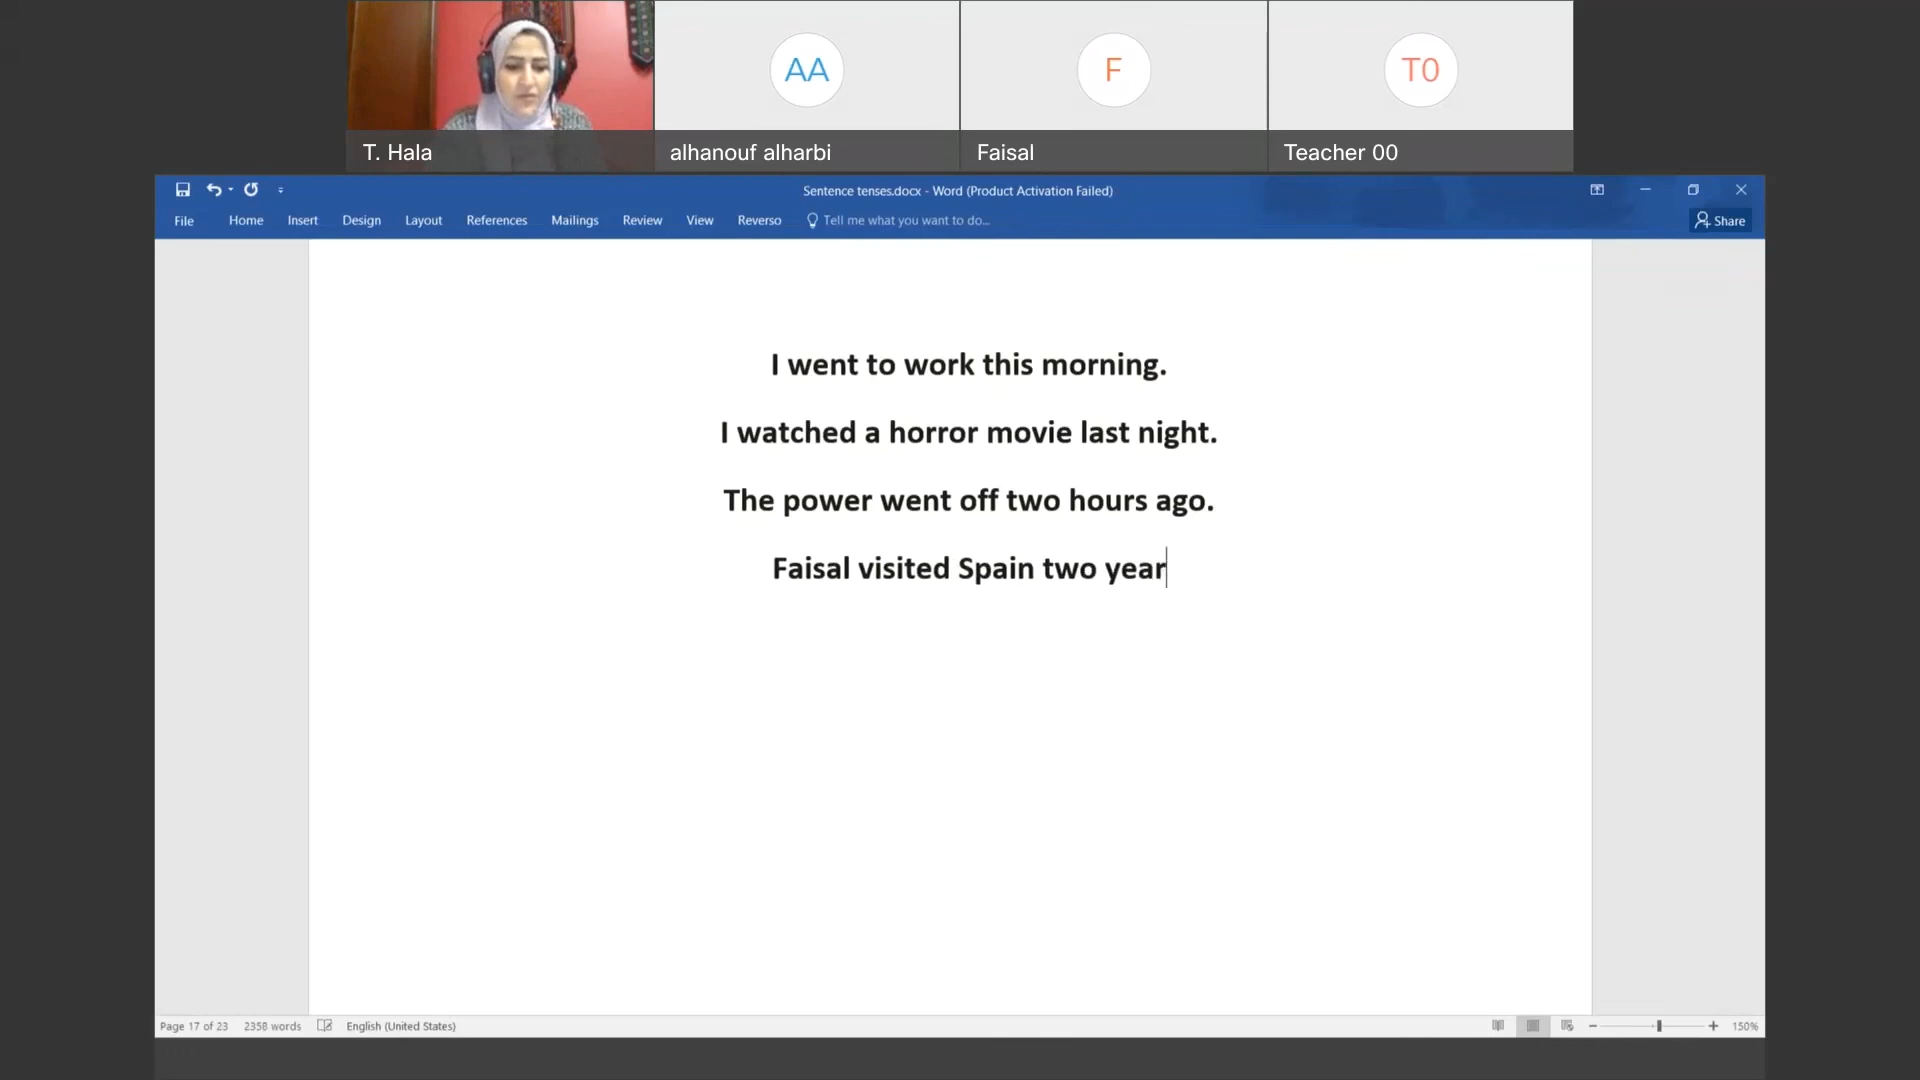 AA
F
T0
T. Hala
alhanouf alharbi
Faisal
Teacher 00
Sentence tenses.docx - Word (Product Activation Failed)
File Home Insert Design Layout References Mailings Review View Reverso Tell me what you want to do... Share
I went to work this morning.
I watched a horror movie last night.
The power went off two hours ago.
Faisal visited Spain two year
Page 17 of 23 2358 words English (United States) 150%